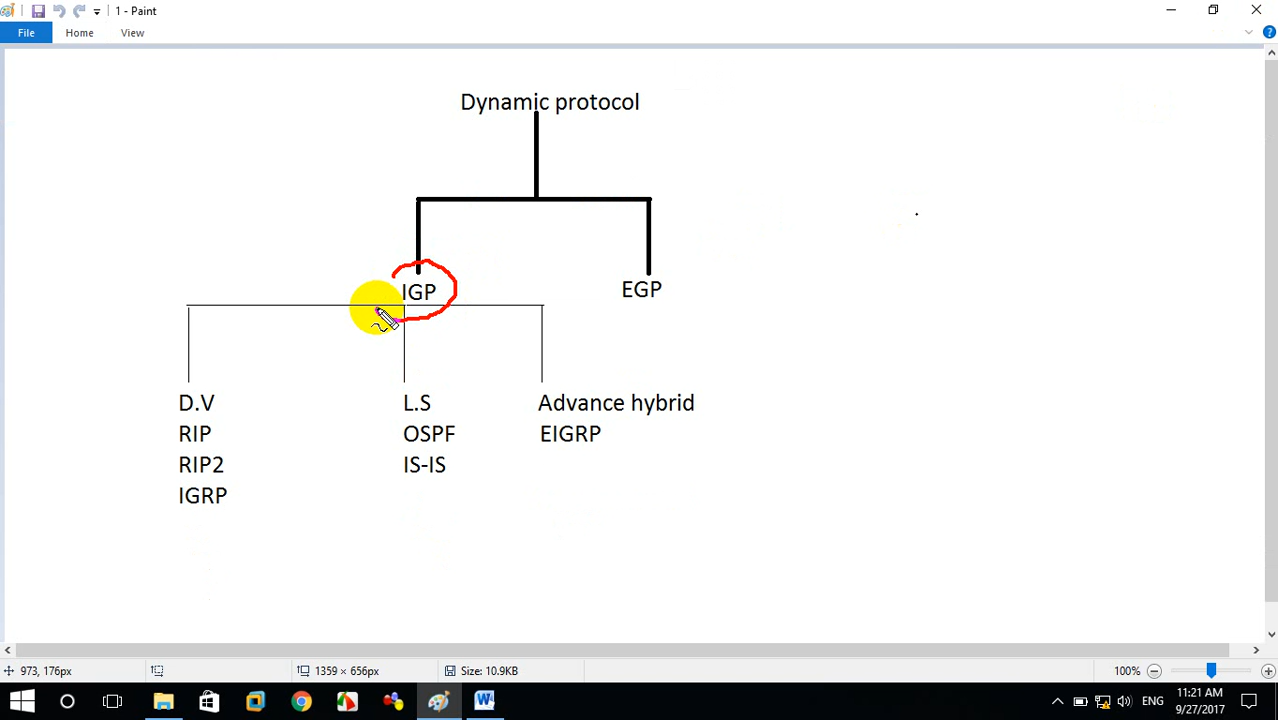 1 - Paint
File Home View
Dynamic protocol
IGP EGP
D.V L.S Advance hybrid
RIP OSPF EIGRP
RIP2 IS-IS
IGRP
973, 176px 1359 × 656px Size: 10.9KB 100%
ENG 11:21 AM
9/27/2017